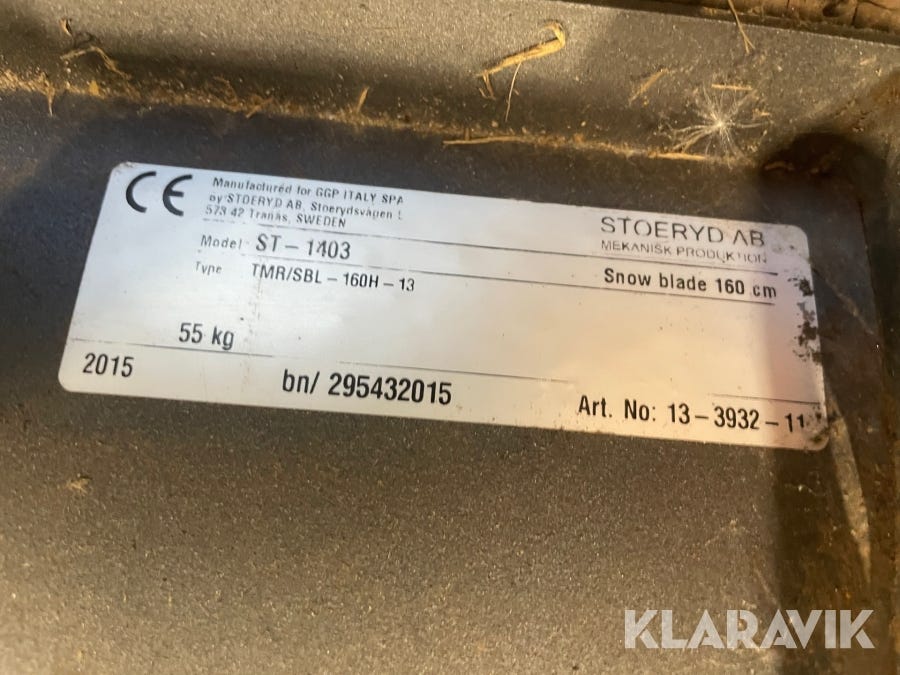 CE
Manufactured for GGP ITALY SPA
by STOERYD AB, Stoerydsvägen
573 42 Tranås, SWEDEN
STOERYD AB
MEKANISK PRODUKTION
Model ST-1403
Type TMR/SBL-160H-13
Snow blade 160 cm
55 kg
2015
bn/ 295432015
Art. No: 13-3932-11
KLARAVIK